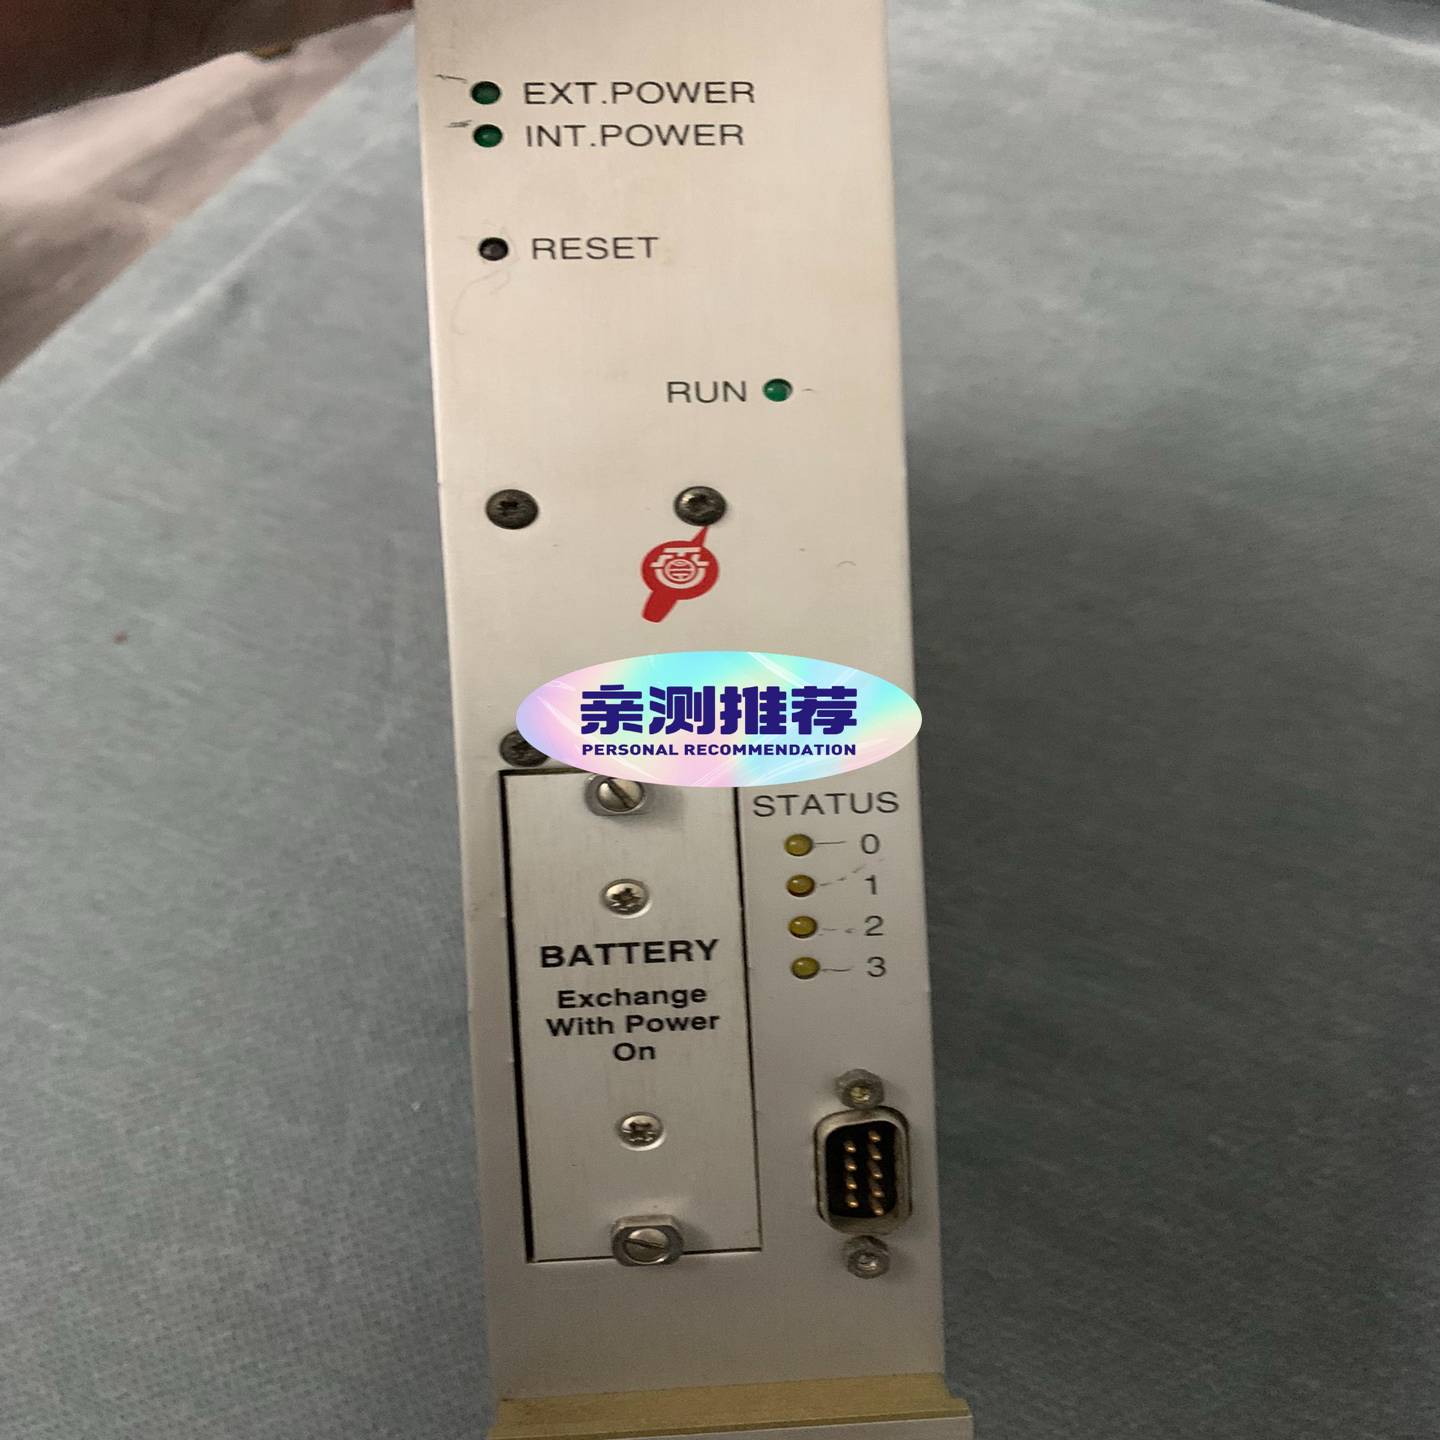 EXT.POWER
INT.POWER
RESET
RUN
亲测推荐
PERSONAL RECOMMENDATION
STATUS
0
1
2
3
BATTERY
Exchange
With Power
On